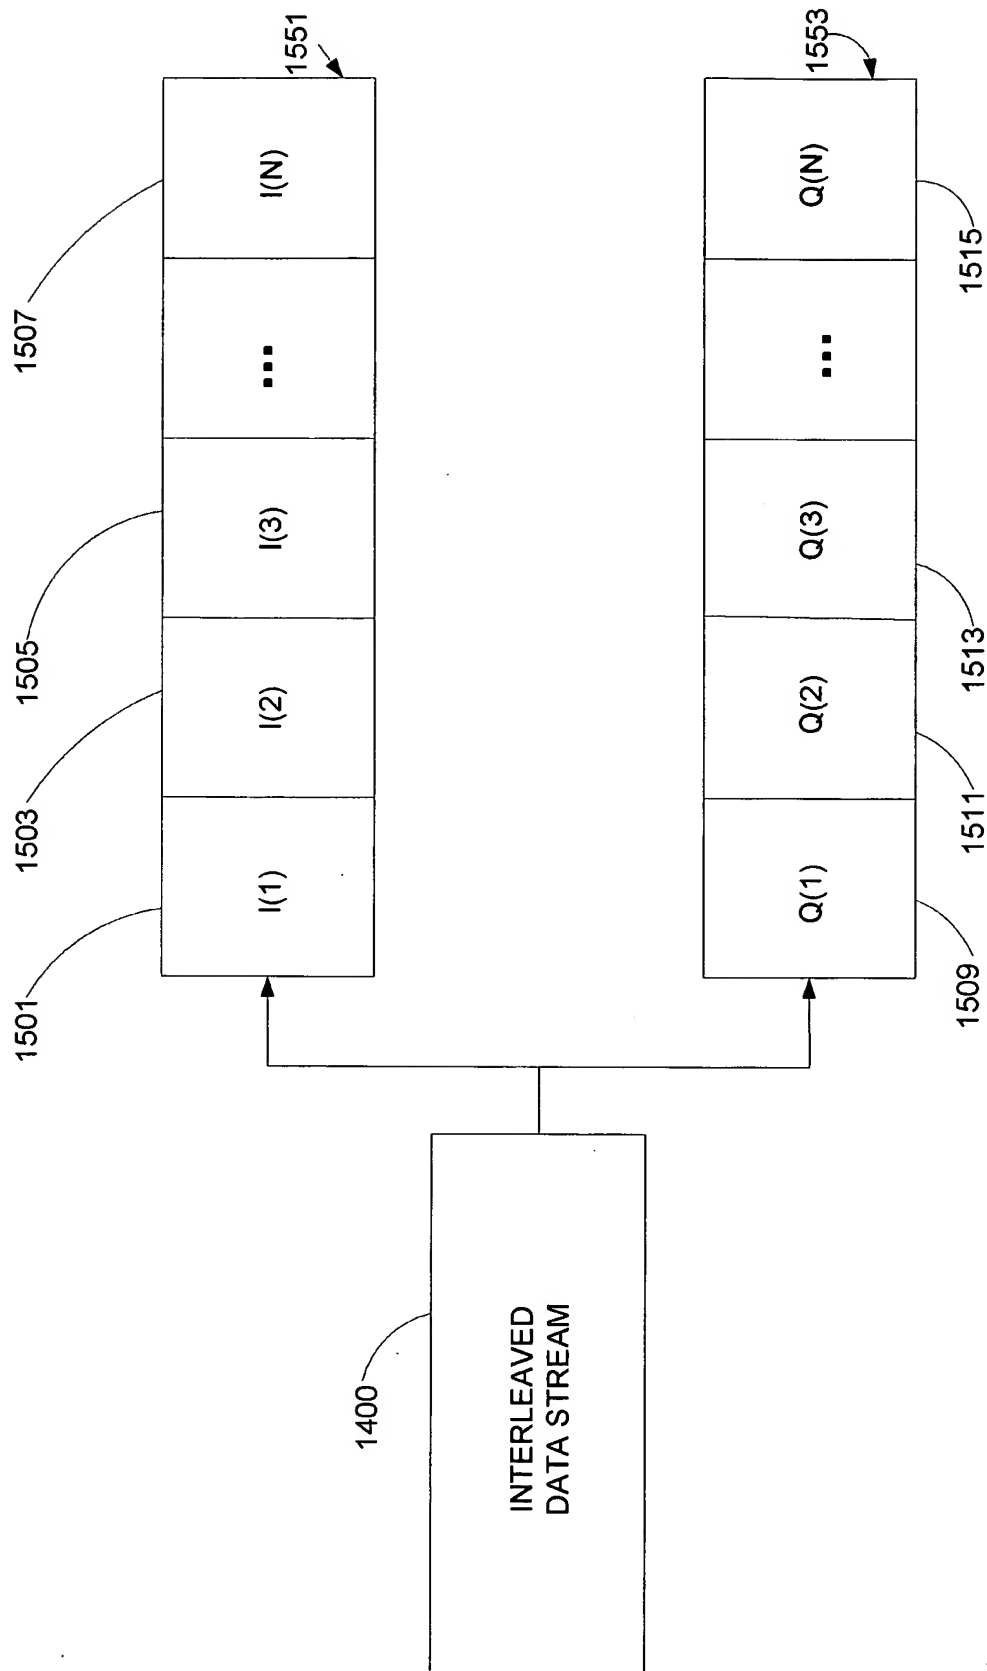 1501
1503
1505
1507
1551
I(1)
I(2)
I(3)
...
I(N)
1400
INTERLEAVED
DATA STREAM
Q(1)
Q(2)
Q(3)
...
Q(N)
1553
1509
1511
1513
1515